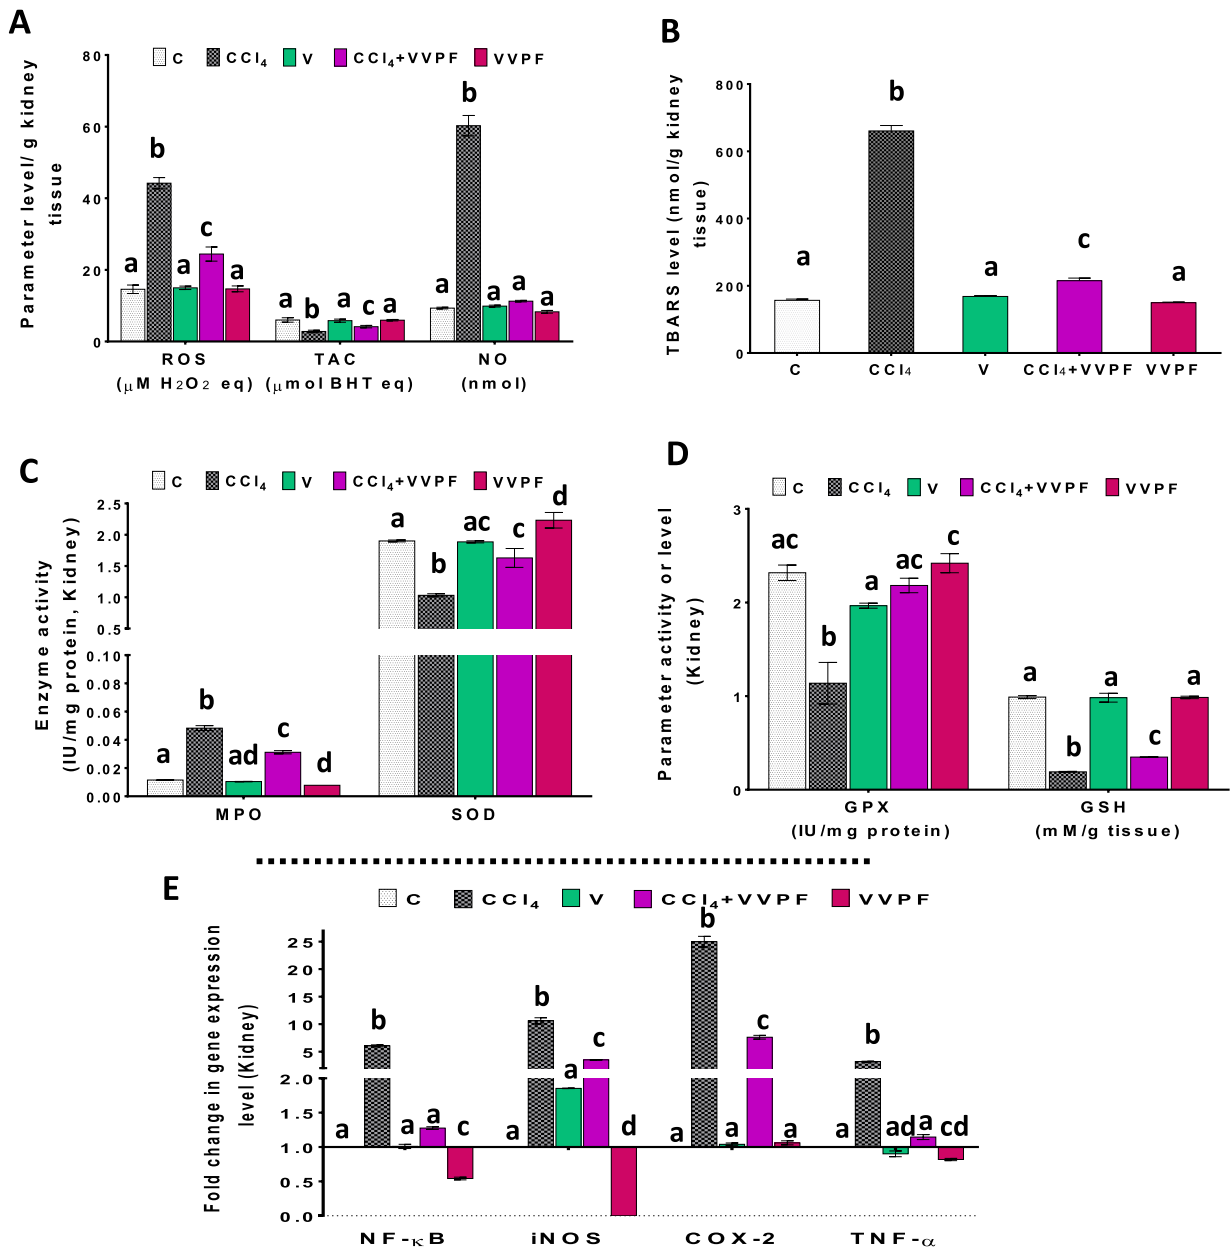 A
C CCl₄ V CCl₄+VVPF VVPF
Parameter level/ g kidney
tissue
80
60
40
20
0
b
b
a
a
c
a
a
b
a
c
a
a
a
a
a
ROS
TAC
NO
(μM H₂O₂ eq)
(μmol BHT eq)
(nmol)
B
TBARS level (nmol/g kidney
tissue)
800
600
400
200
0
a
b
a
c
a
C CCl₄ V CCl₄+VVPF VVPF
C
C CCl₄ V CCl₄+VVPF VVPF
Enzyme activity
(IU/mg protein, Kidney)
2.5
2.0
1.5
1.0
0.5
0.10
0.08
0.06
0.04
0.02
0.00
a
b
ad
c
d
a
b
ac
c
d
MPO
SOD
D
C CCl₄ V CCl₄+VVPF VVPF
Parameter activity or level
(Kidney)
3
2
1
0
ac
b
a
ac
c
a
b
a
c
a
GPX
GSH
(IU/mg protein)
(mM/g tissue)
E
C CCl₄ V CCl₄+VVPF VVPF
Fold change in gene expression
level (Kidney)
25
20
15
10
5
2.0
1.5
1.0
0.5
0.0
a
b
a
a
c
a
b
a
c
d
a
b
a
c
a
a
b
ad
a
cd
NF-κB
iNOS
COX-2
TNF-α